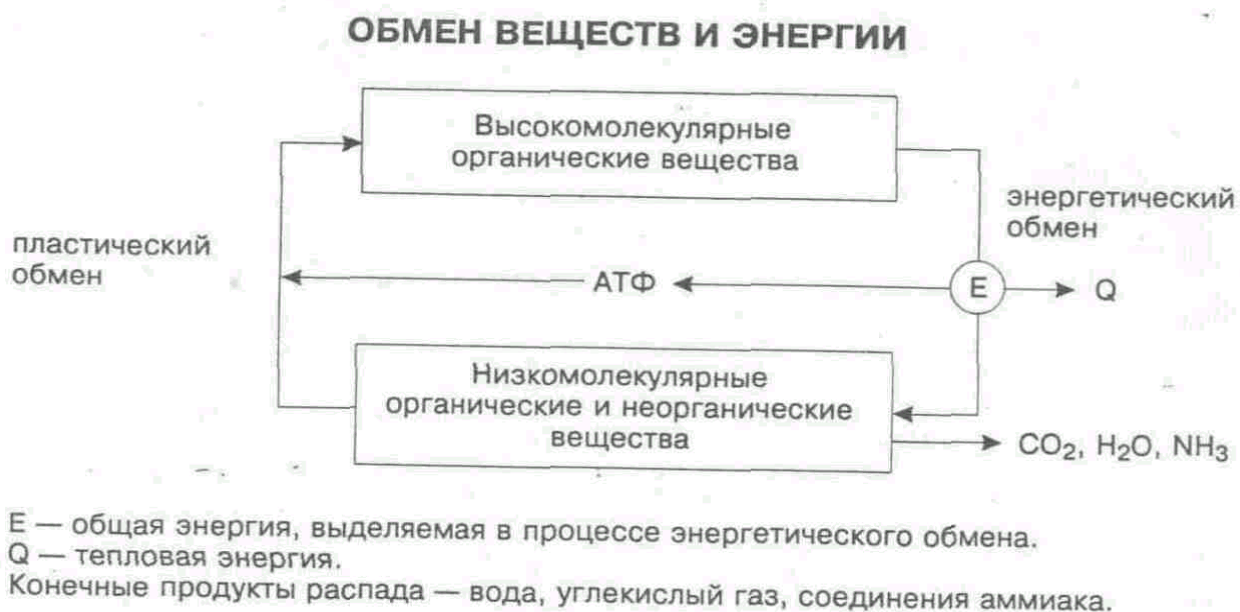 ОБМЕН ВЕЩЕСТВ И ЭНЕРГИИ
Высокомолекулярные
органические вещества
энергетический
обмен
пластический
обмен
АТФ
E
Q
Низкомолекулярные
органические и неорганические
вещества
CO₂, H₂O, NH₃
E — общая энергия, выделяемая в процессе энергетического обмена.
Q — тепловая энергия.
Конечные продукты распада — вода, углекислый газ, соединения аммиака.